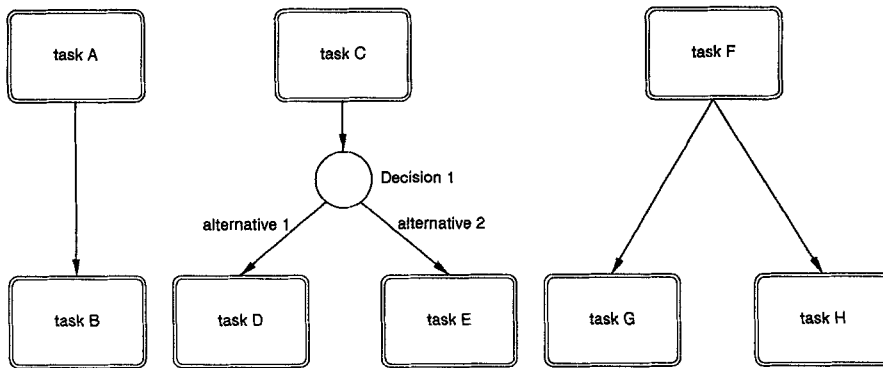 task A
task C
task F
Decision 1
alternative 1
alternative 2
task B
task D
task E
task G
task H